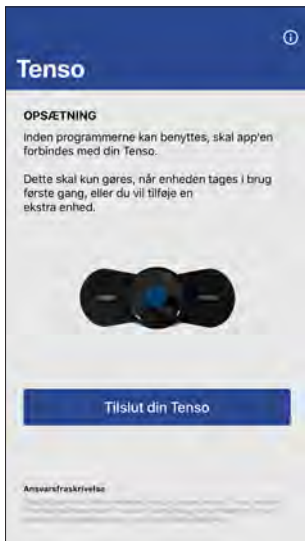 Tenso
OPSÆTNING
Inden programmerne kan benyttes, skal app'en
forbindes med din Tenso.
Dette skal kun gøres, når enheden tages i brug
første gang, eller du vil tilføje en
ekstra enhed.
Tilslut din Tenso
Ansvarsfraskrivelse